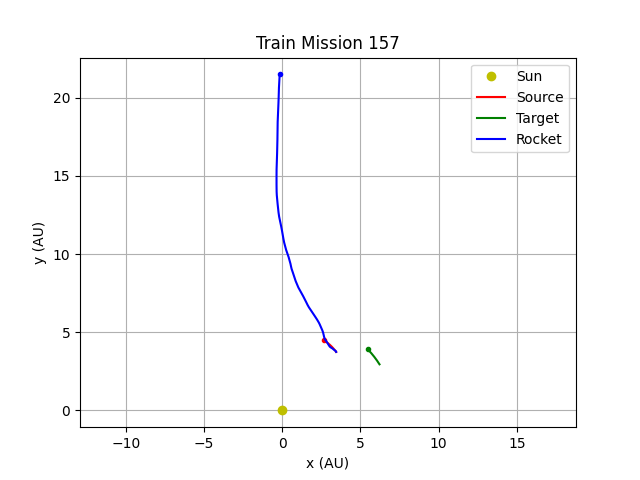 Train Mission 157
Sun
Source
Target
Rocket
20
15
10
5
0
y (AU)
−10
−5
0
5
10
15
x (AU)